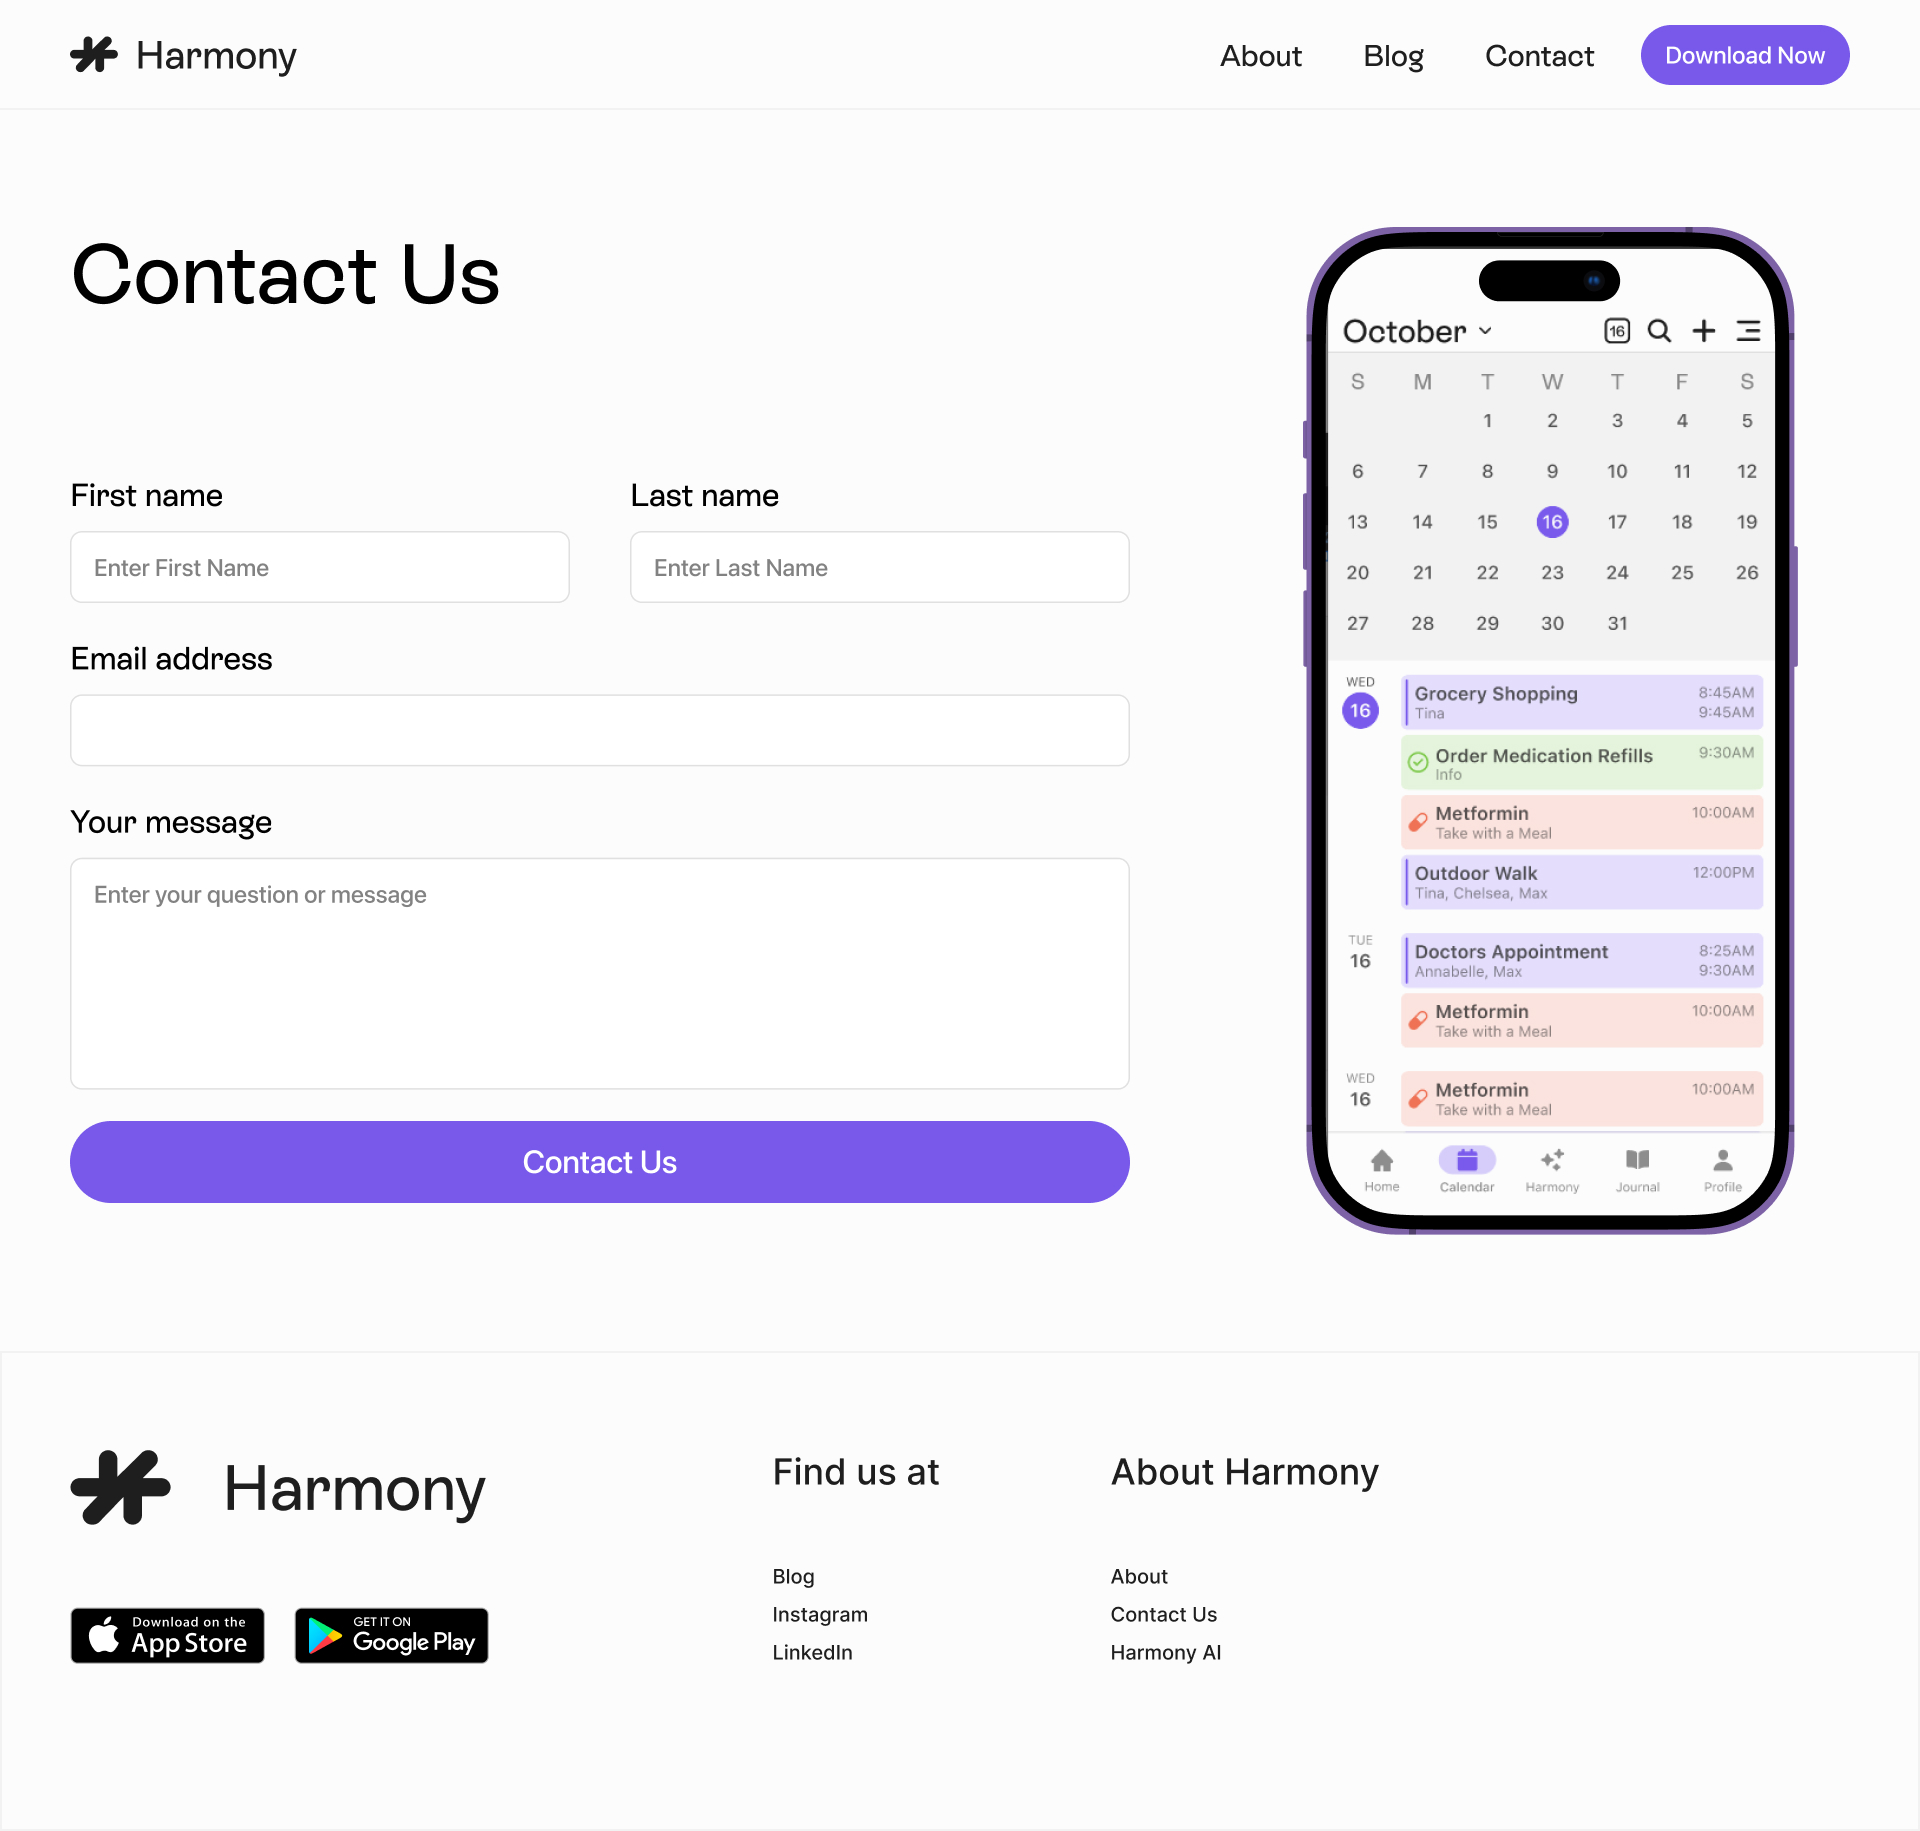 Harmony
About
Blog
Contact
Download Now
Contact Us
First name
Last name
Enter First Name
Enter Last Name
Email address
Your message
Enter your question or message
Contact Us
October
16
S M T W T F S
1 2 3 4 5
6 7 8 9 10 11 12
13 14 15 16 17 18 19
20 21 22 23 24 25 26
27 28 29 30 31
WED
16
Grocery Shopping
Tina
8:45AM
9:45AM
Order Medication Refills
Info
9:30AM
Metformin
Take with a Meal
10:00AM
Outdoor Walk
Tina, Chelsea, Max
12:00PM
TUE
16
Doctors Appointment
Annabelle, Max
8:25AM
9:30AM
Metformin
Take with a Meal
10:00AM
WED
16
Metformin
Take with a Meal
10:00AM
Home
Calendar
Harmony
Journal
Profile
Harmony
Download on the
App Store
GET IT ON
Google Play
Find us at
Blog
Instagram
LinkedIn
About Harmony
About
Contact Us
Harmony AI